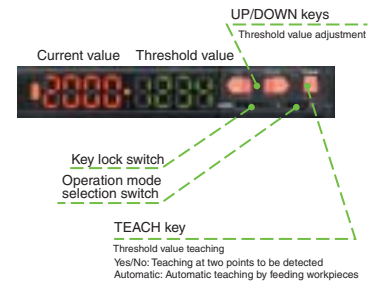 UP/DOWN keys
Threshold value adjustment
Current value Threshold value
2000
Key lock switch
Operation mode
selection switch
TEACH key
Threshold value teaching
Yes/No: Teaching at two points to be detected
Automatic: Automatic teaching by feeding workpieces